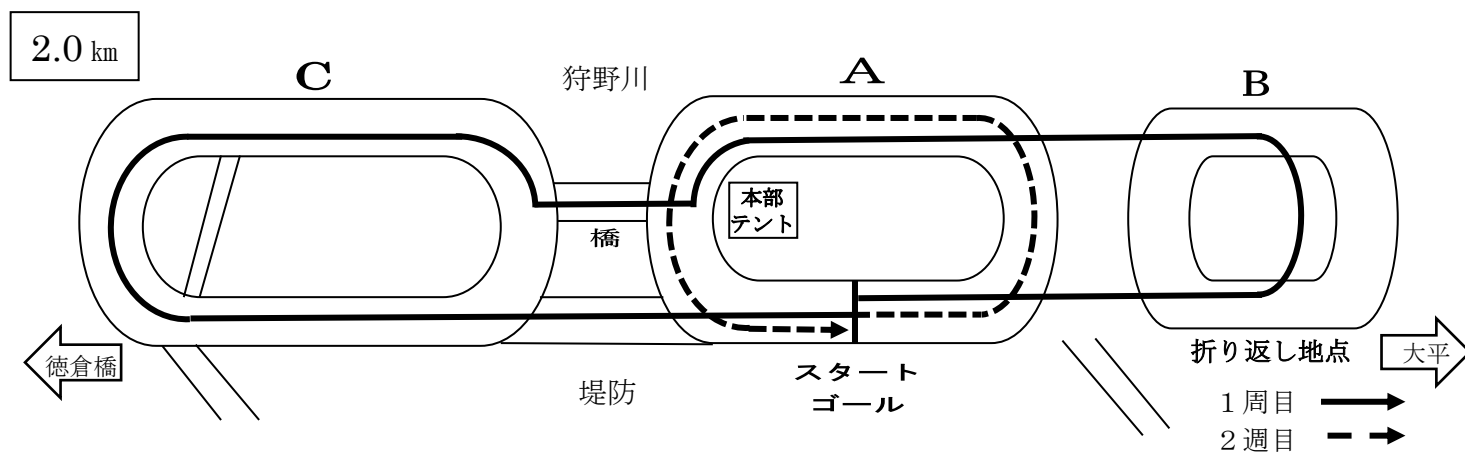 2.0 ㎞
C
狩野川
A
B
本部
テント
橋
徳倉橋
堤防
スタート
ゴール
折り返し地点
大平
１周目
２週目